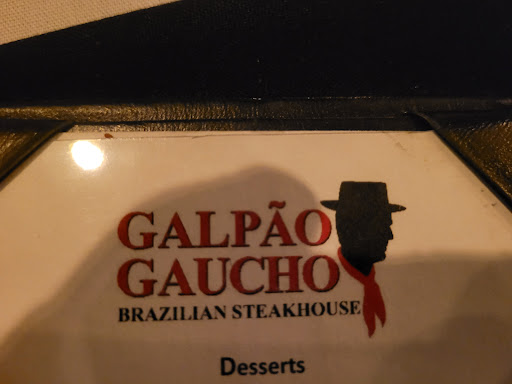 GALPÃO
GAUCHO
BRAZILIAN STEAKHOUSE
Desserts